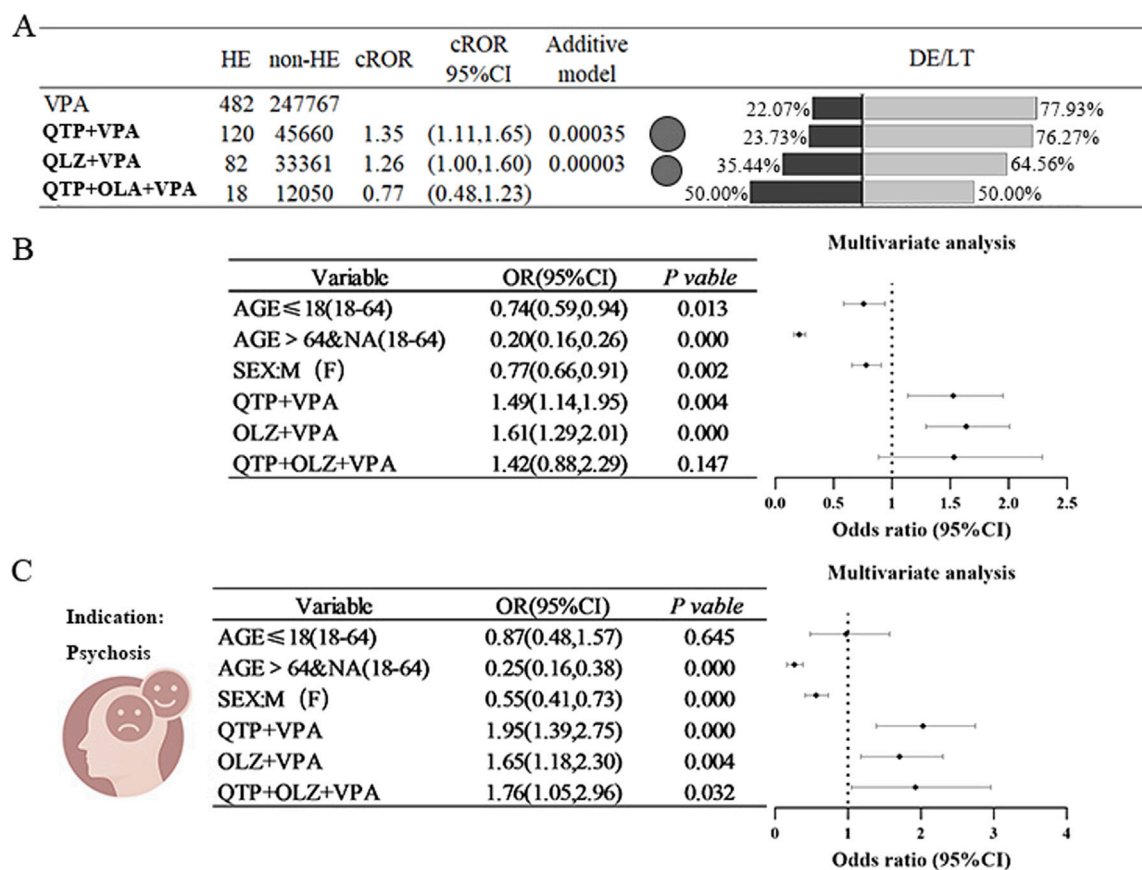 A
HE non-HE cROR cROR 95%CI Additive model DE/LT
VPA 482 247767 22.07% 77.93%
QTP+VPA 120 45660 1.35 (1.11,1.65) 0.00035 23.73% 76.27%
QLZ+VPA 82 33361 1.26 (1.00,1.60) 0.00003 35.44% 64.56%
QTP+OLA+VPA 18 12050 0.77 (0.48,1.23) 50.00% 50.00%
B
Multivariate analysis
Variable OR(95%CI) P vable
AGE≤18(18-64) 0.74(0.59,0.94) 0.013
AGE > 64&NA(18-64) 0.20(0.16,0.26) 0.000
SEX:M (F) 0.77(0.66,0.91) 0.002
QTP+VPA 1.49(1.14,1.95) 0.004
OLZ+VPA 1.61(1.29,2.01) 0.000
QTP+OLZ+VPA 1.42(0.88,2.29) 0.147
0.0 0.5 1 1.5 2.0 2.5
Odds ratio (95%CI)
C
Multivariate analysis
Indication:
Psychosis
Variable OR(95%CI) P vable
AGE≤18(18-64) 0.87(0.48,1.57) 0.645
AGE > 64&NA(18-64) 0.25(0.16,0.38) 0.000
SEX:M (F) 0.55(0.41,0.73) 0.000
QTP+VPA 1.95(1.39,2.75) 0.000
OLZ+VPA 1.65(1.18,2.30) 0.004
QTP+OLZ+VPA 1.76(1.05,2.96) 0.032
0 1 2 3 4
Odds ratio (95%CI)